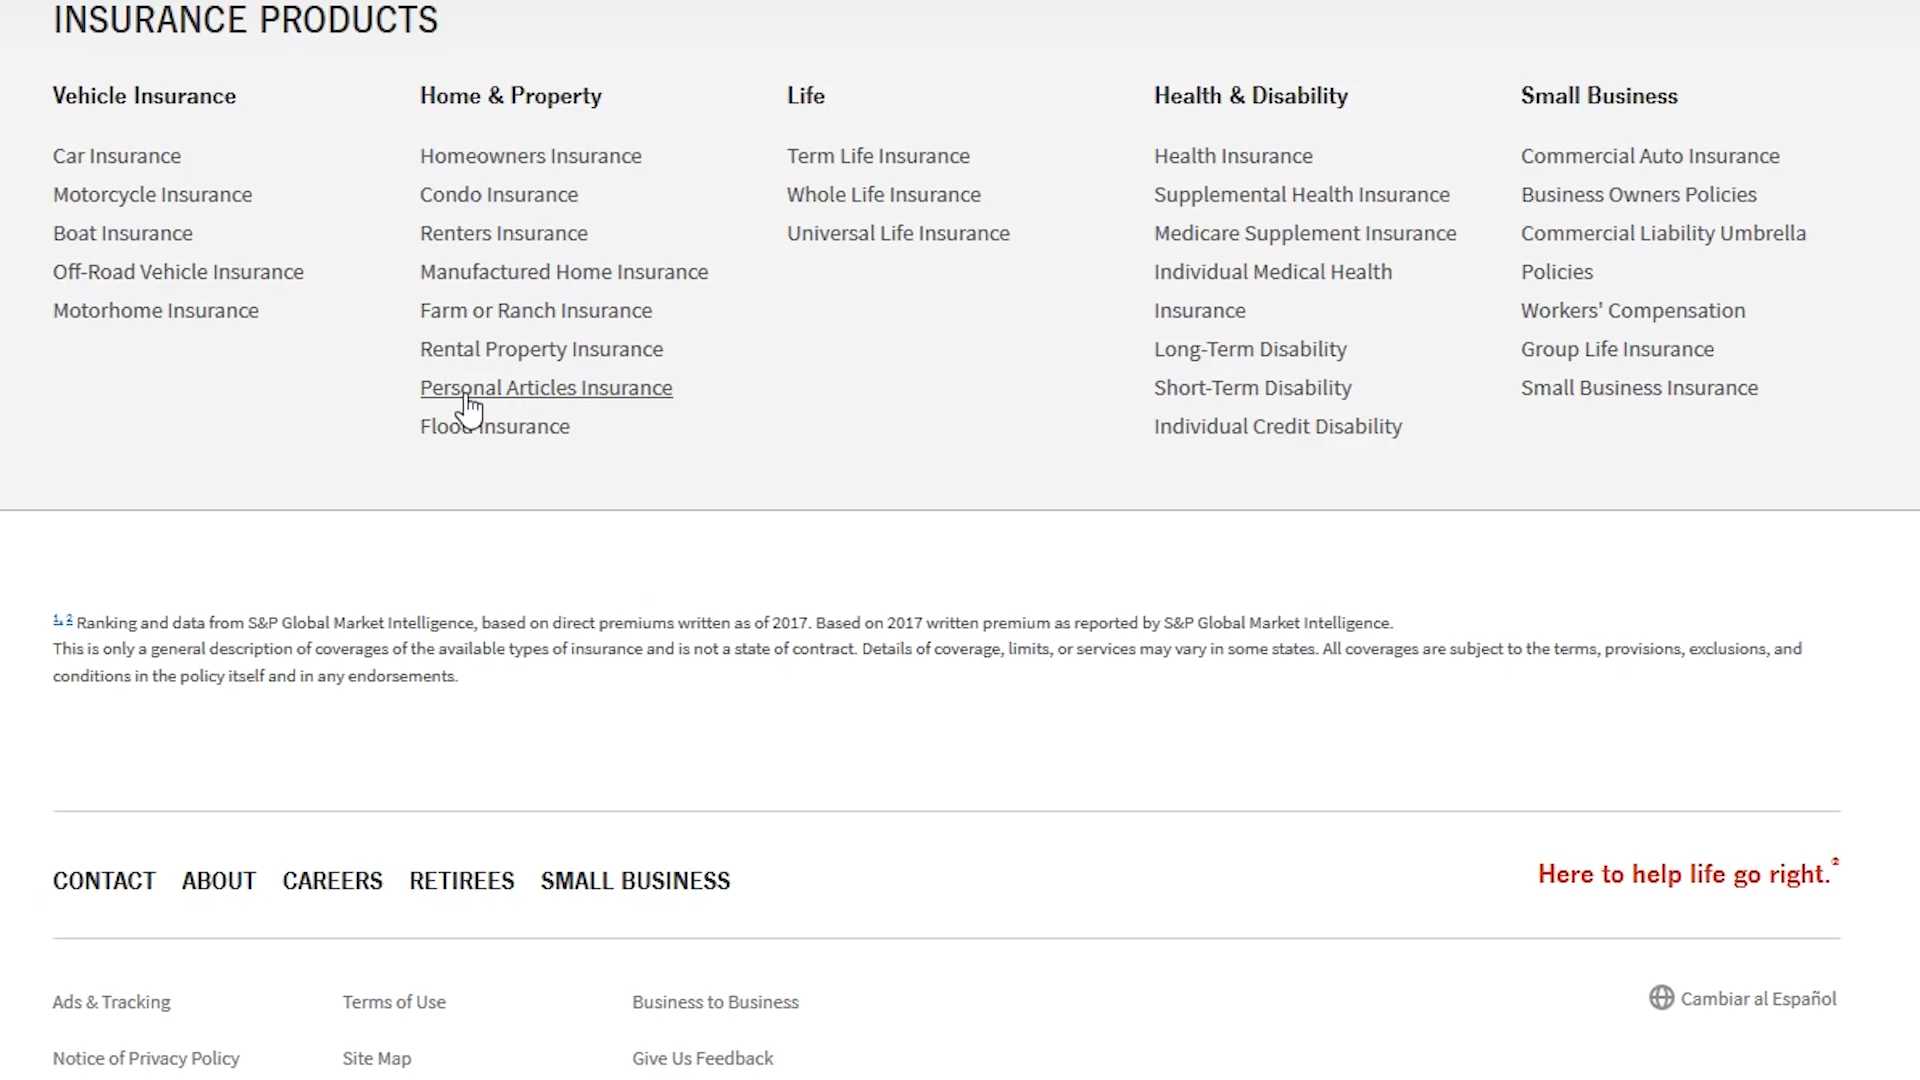 INSURANCE PRODUCTS
Vehicle Insurance
Car Insurance
Motorcycle Insurance
Boat Insurance
Off-Road Vehicle Insurance
Motorhome Insurance
Home & Property
Homeowners Insurance
Condo Insurance
Renters Insurance
Manufactured Home Insurance
Farm or Ranch Insurance
Rental Property Insurance
Personal Articles Insurance
Flood Insurance
Life
Term Life Insurance
Whole Life Insurance
Universal Life Insurance
Health & Disability
Health Insurance
Supplemental Health Insurance
Medicare Supplement Insurance
Individual Medical Health
Insurance
Long-Term Disability
Short-Term Disability
Individual Credit Disability
Small Business
Commercial Auto Insurance
Business Owners Policies
Commercial Liability Umbrella
Policies
Workers' Compensation
Group Life Insurance
Small Business Insurance
1, 2 Ranking and data from S&P Global Market Intelligence, based on direct premiums written as of 2017. Based on 2017 written premium as reported by S&P Global Market Intelligence.
This is only a general description of coverages of the available types of insurance and is not a state of contract. Details of coverage, limits, or services may vary in some states. All coverages are subject to the terms, provisions, exclusions, and
conditions in the policy itself and in any endorsements.
CONTACT ABOUT CAREERS RETIREES SMALL BUSINESS
Here to help life go right.®
Ads & Tracking
Terms of Use
Business to Business
Cambiar al Español
Notice of Privacy Policy
Site Map
Give Us Feedback